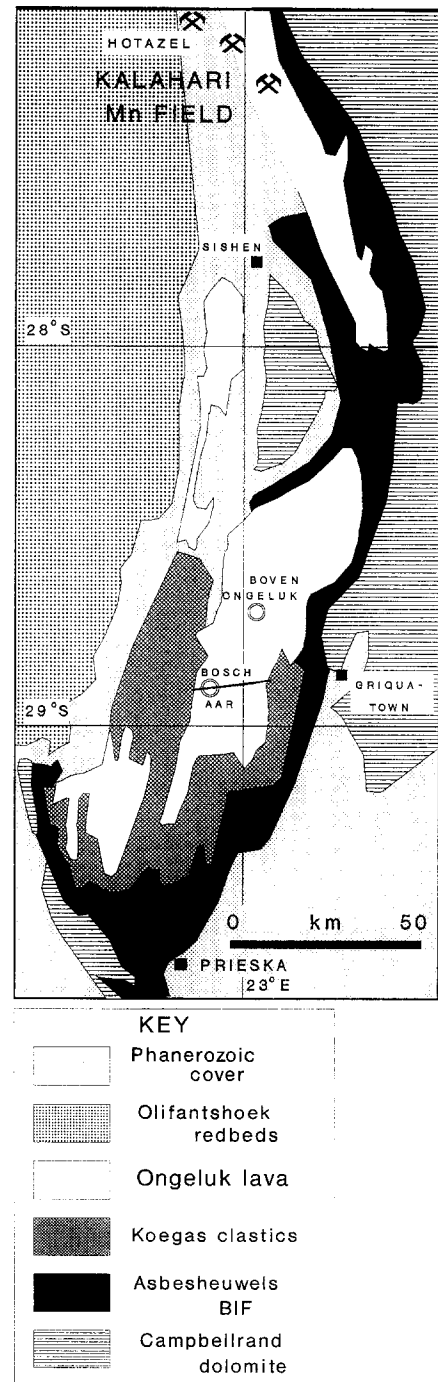 HOTAZEL
KALAHARI
Mn FIELD
SISHEN
28°S
BOVEN
ONGELUK
BOSCH
AAR
GRIQUA-
TOWN
29°S
0 km 50
PRIESKA
23°E
KEY
Phanerozoic
cover
Olifantshoek
redbeds
Ongeluk lava
Koegas clastics
Asbesheuwels
BIF
Campbellrand
dolomite